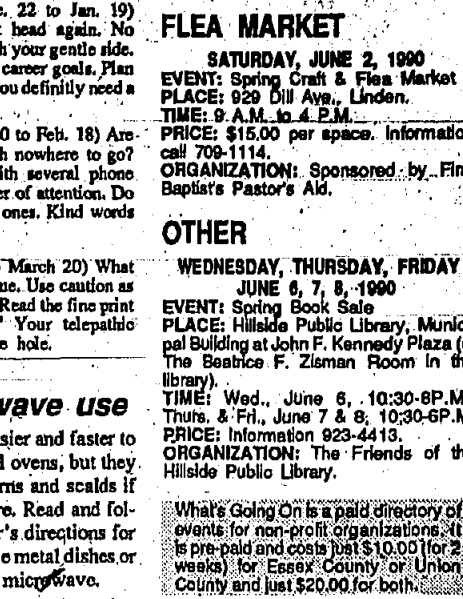 c. 22 to Jan. 19)
head again. No
h your gentle side.
career goals. Plan
ou definitly need a
0 to Feb. 18) Are
h nowhere to go?
ith several phone
er of attention. Do
ones. Kind words
March 20) What
ue. Use caution as
Read the fine print
Your telepathic
e hole.
wave use
sier and faster to
l ovens, but they
rns and scalds if
re. Read and fol-
r's directions for
e metal dishes or
microwave.
FLEA MARKET
SATURDAY, JUNE 2, 1990
EVENT: Spring Craft & Flea Market
PLACE: 929 Dill Ave., Linden.
TIME: 9 A.M. to 4 P.M.
PRICE: $15.00 per space. Informatio
call 709-1114.
ORGANIZATION: Sponsored by Fir
Baptist's Pastor's Aid.
OTHER
WEDNESDAY, THURSDAY, FRIDAY
JUNE 6, 7, 8, 1990
EVENT: Spring Book Sale
PLACE: Hillside Public Library, Munic
pal Building at John F. Kennedy Plaza (
The Beatrice F. Zisman Room in th
library).
TIME: Wed., June 6, 10:30-8P.M
Thurs. & Fri., June 7 & 8, 10:30-6P.M
PRICE: Information 923-4413.
ORGANIZATION: The Friends of th
Hillside Public Library.
What's Going On is a paid directory of
events for non-profit organizations. It
is pre-paid and costs just $10.00 (for 2
weeks) for Essex County or Union
County and just $20.00 for both.